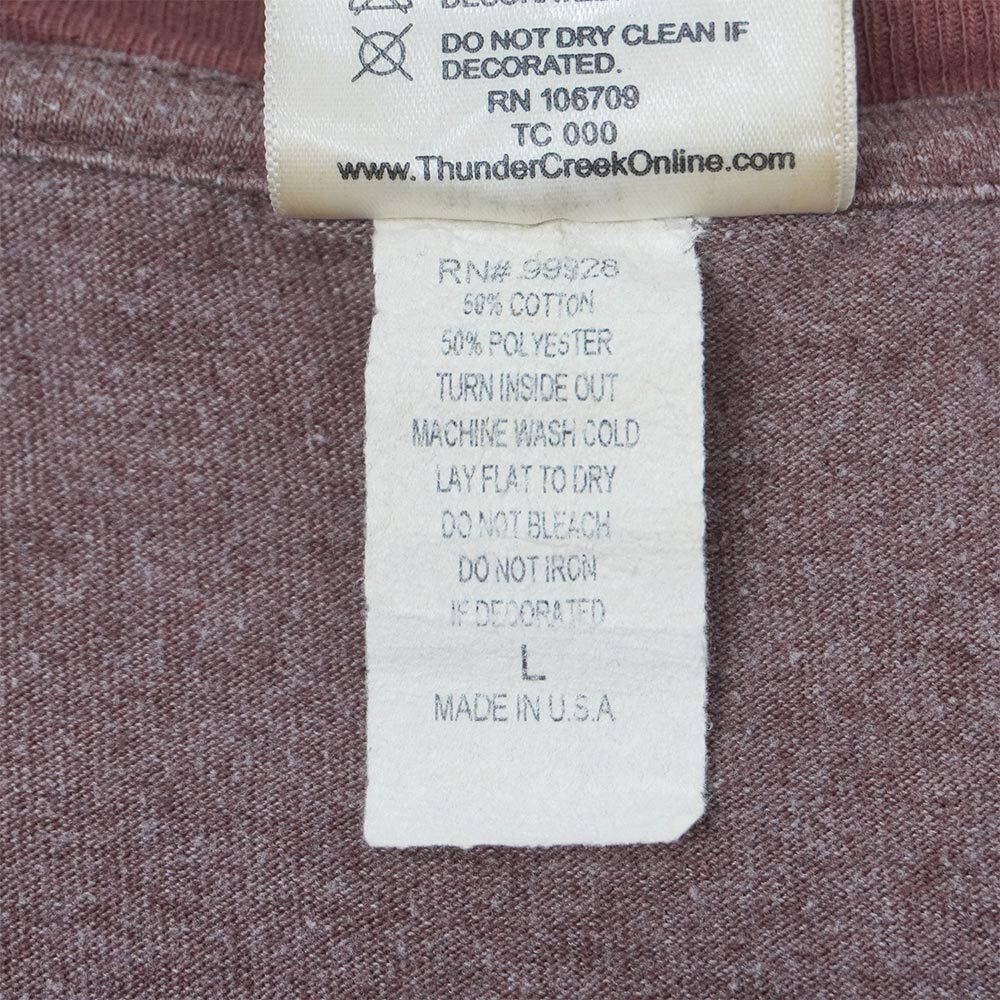 DECORATED.
DO NOT DRY CLEAN IF
DECORATED.
RN 106709
TC 000
www.ThunderCreekOnline.com
RN# 99928
50% COTTON
50% POLYESTER
TURN INSIDE OUT
MACHINE WASH COLD
LAY FLAT TO DRY
DO NOT BLEACH
DO NOT IRON
IF DECORATED
L
MADE IN U.S.A